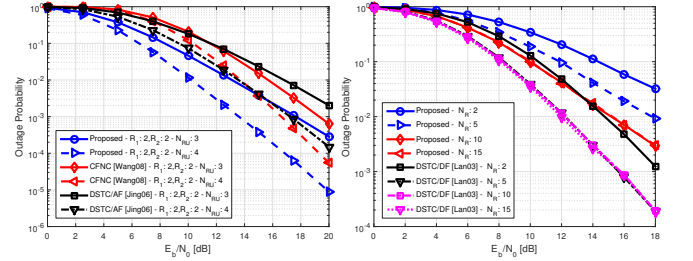 10^0
10^-1
10^-2
10^-3
10^-4
10^-5
10^-6
Outage Probability
0 2 4 6 8 10 12 14 16 18 20
E_b/N_0 [dB]
Proposed - R_1: 2,R_2: 2 - N_RU: 3
Proposed - R_1: 2,R_2: 2 - N_RU: 4
CFNC [Wang08] - R_1: 2,R_2: 2 - N_RU: 3
CFNC [Wang08] - R_1: 2,R_2: 2 - N_RU: 4
DSTC/AF [Jing06] - R_1: 2,R_2: 2 - N_RU: 3
DSTC/AF [Jing06] - R_1: 2,R_2: 2 - N_RU: 4
10^0
10^-1
10^-2
10^-3
10^-4
Outage Probability
0 2 4 6 8 10 12 14 16 18
E_b/N_0 [dB]
Proposed - N_R: 2
Proposed - N_R: 5
Proposed - N_R: 10
Proposed - N_R: 15
DSTC/DF [Lan03] - N_R: 2
DSTC/DF [Lan03] - N_R: 5
DSTC/DF [Lan03] - N_R: 10
DSTC/DF [Lan03] - N_R: 15